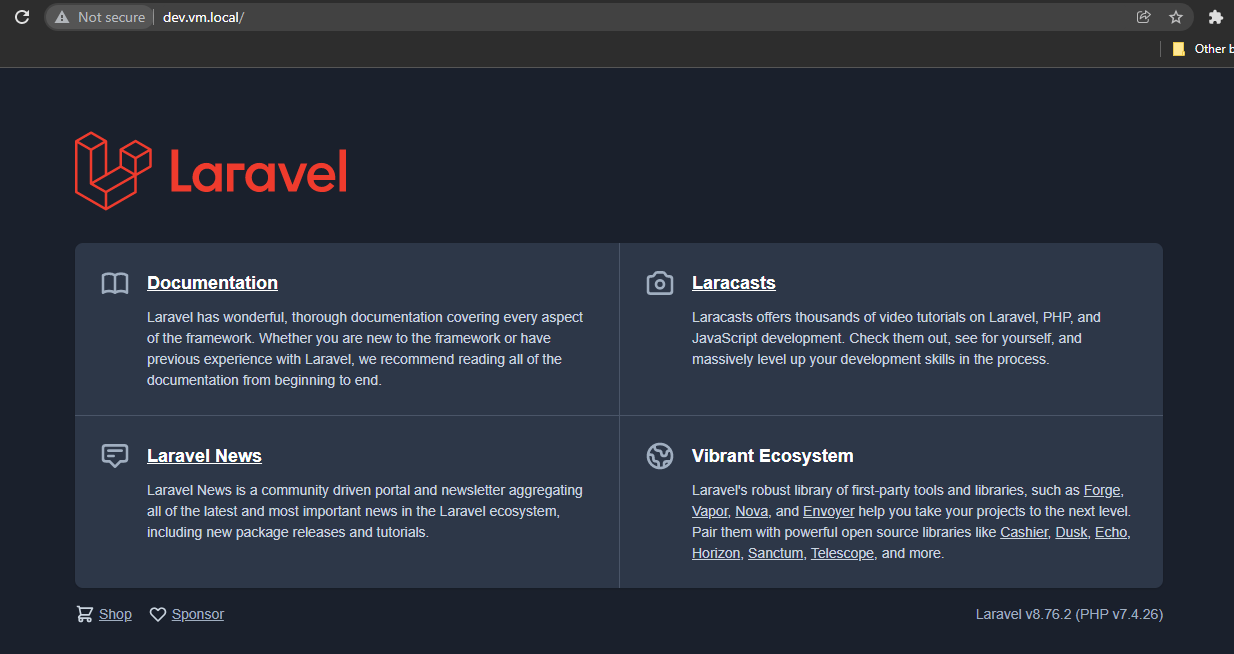 Not secure
dev.vm.local/
Other b
Laravel
Documentation
Laravel has wonderful, thorough documentation covering every aspect
of the framework. Whether you are new to the framework or have
previous experience with Laravel, we recommend reading all of the
documentation from beginning to end.
Laracasts
Laracasts offers thousands of video tutorials on Laravel, PHP, and
JavaScript development. Check them out, see for yourself, and
massively level up your development skills in the process.
Laravel News
Laravel News is a community driven portal and newsletter aggregating
all of the latest and most important news in the Laravel ecosystem,
including new package releases and tutorials.
Vibrant Ecosystem
Laravel's robust library of first-party tools and libraries, such as Forge,
Vapor, Nova, and Envoyer help you take your projects to the next level.
Pair them with powerful open source libraries like Cashier, Dusk, Echo,
Horizon, Sanctum, Telescope, and more.
Shop
Sponsor
Laravel v8.76.2 (PHP v7.4.26)